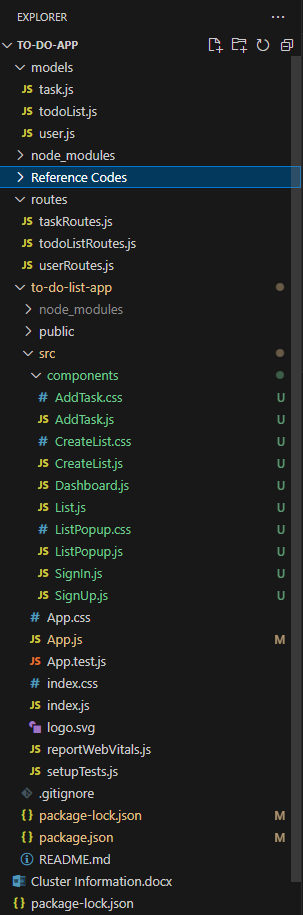 EXPLORER
TO-DO-APP
models
JS task.js
JS todoList.js
JS user.js
node_modules
Reference Codes
routes
JS taskRoutes.js
JS todoListRoutes.js
JS userRoutes.js
to-do-list-app
node_modules
public
src
components
# AddTask.css U
JS AddTask.js U
# CreateList.css U
JS CreateList.js U
JS Dashboard.js U
JS List.js U
# ListPopup.css U
JS ListPopup.js U
JS SignIn.js U
JS SignUp.js U
# App.css
JS App.js M
JS App.test.js
# index.css
JS index.js
logo.svg
JS reportWebVitals.js
JS setupTests.js
.gitignore
{} package-lock.json M
{} package.json M
README.md
Cluster Information.docx
{} package-lock.json